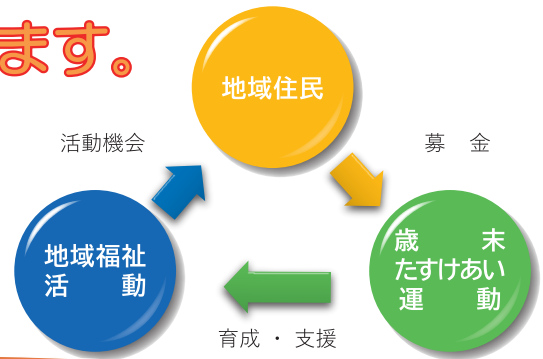 ます。
地域住民
活動機会
募 金
地域福祉
活 動
歳 末
たすけあい
運 動
育成 ・ 支援